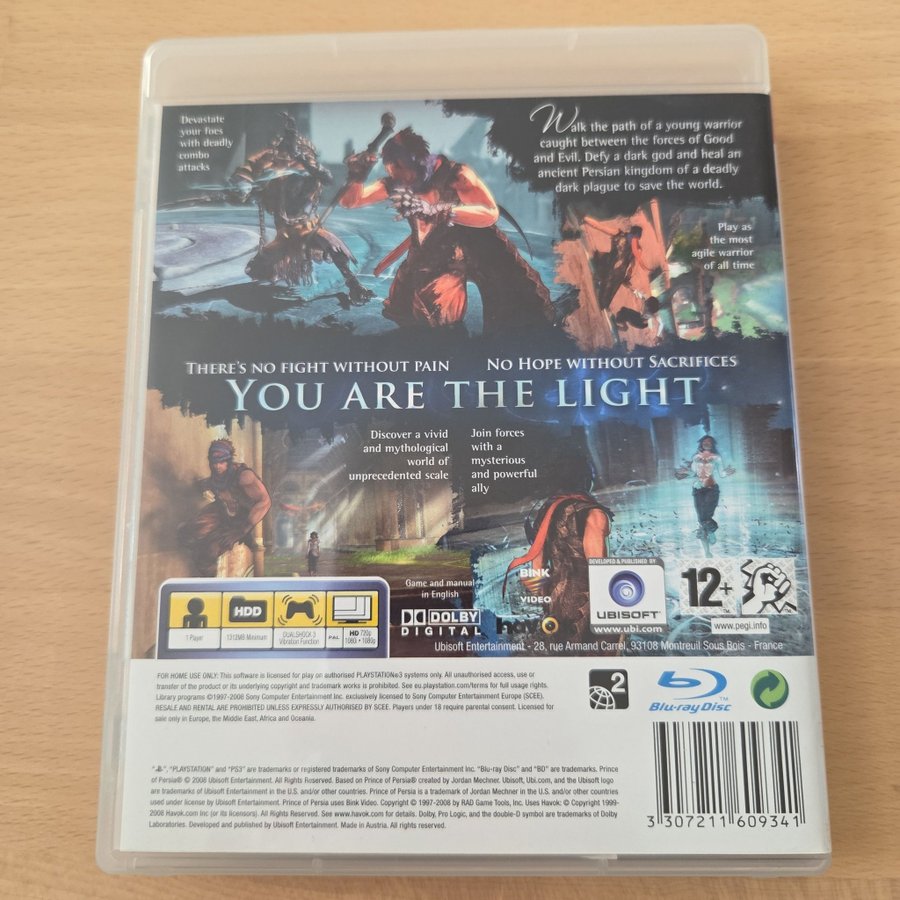 Devastate
your foes
with deadly
combo
attacks
Walk the path of a young warrior
caught between the forces of Good
and Evil. Defy a dark god and heal an
ancient Persian kingdom of a deadly
dark plague to save the world.
Play as
the most
agile warrior
of all time
THERE'S NO FIGHT WITHOUT PAIN NO HOPE WITHOUT SACRIFICES
YOU ARE THE LIGHT
Discover a vivid
and mythological
world of
unprecedented scale
Join forces
with a
mysterious
and powerful
ally
Game and manual
in English
HDD
1 Player
1313MB Minimum
DUALSHOCK·3
Vibration Function
PAL
HD 720p
1080i • 1080p
DOLBY
DIGITAL
BINK
VIDEO
DEVELOPED & PUBLISHED BY
UBISOFT
www.ubi.com
12+
www.pegi.info
Ubisoft Entertainment - 28, rue Armand Carrel, 93108 Montreuil Sous Bois - France
FOR HOME USE ONLY: This software is licensed for play on authorised PLAYSTATION®3 systems only. All unauthorised access, use or
transfer of the product or its underlying copyright and trademark works is prohibited. See eu.playstation.com/terms for full usage rights.
Library programs ©1997-2008 Sony Computer Entertainment Inc. exclusively licensed to Sony Computer Entertainment Europe (SCEE).
RESALE AND RENTAL ARE PROHIBITED UNLESS EXPRESSLY AUTHORISED BY SCEE. Players under 18 require parental consent. Licensed for
sale only in Europe, the Middle East, Africa and Oceania.
2
Blu-ray Disc
TM
", "PLAYSTATION" and "PS3" are trademarks or registered trademarks of Sony Computer Entertainment Inc. "Blu-ray Disc" and "BD" are trademarks. Prince
of Persia® © 2008 Ubisoft Entertainment. All Rights Reserved. Based on Prince of Persia® created by Jordan Mechner. Ubisoft, Ubi.com, and the Ubisoft logo
are trademarks of Ubisoft Entertainment in the U.S. and/or other countries. Prince of Persia is a trademark of Jordan Mechner in the U.S. and/or other countries
used under license by Ubisoft Entertainment. Prince of Persia uses Bink Video. Copyright © 1997-2008 by RAD Game Tools, Inc. Uses Havok: © Copyright 1999-
2008 Havok.com Inc (or its licensors). All Rights Reserved. See www.havok.com for details. Dolby, Pro Logic, and the double-D symbol are trademarks of Dolby
Laboratories. Developed and published by Ubisoft Entertainment. Made in Austria. All rights reserved.
3 307211 609341